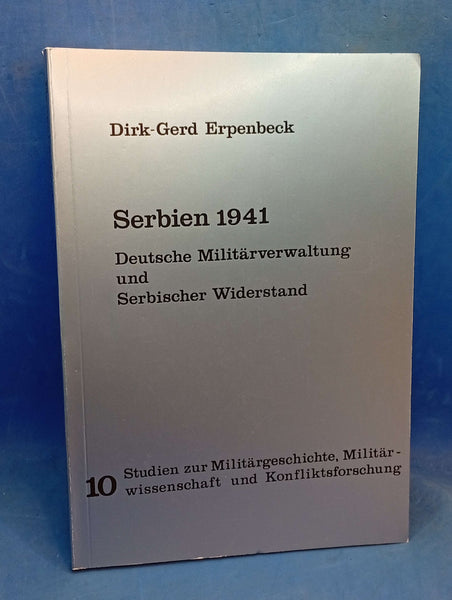 Dirk-Gerd Erpenbeck
Serbien 1941
Deutsche Militärverwaltung
und
Serbischer Widerstand
10 Studien zur Militärgeschichte, Militär-
wissenschaft und Konfliktsforschung